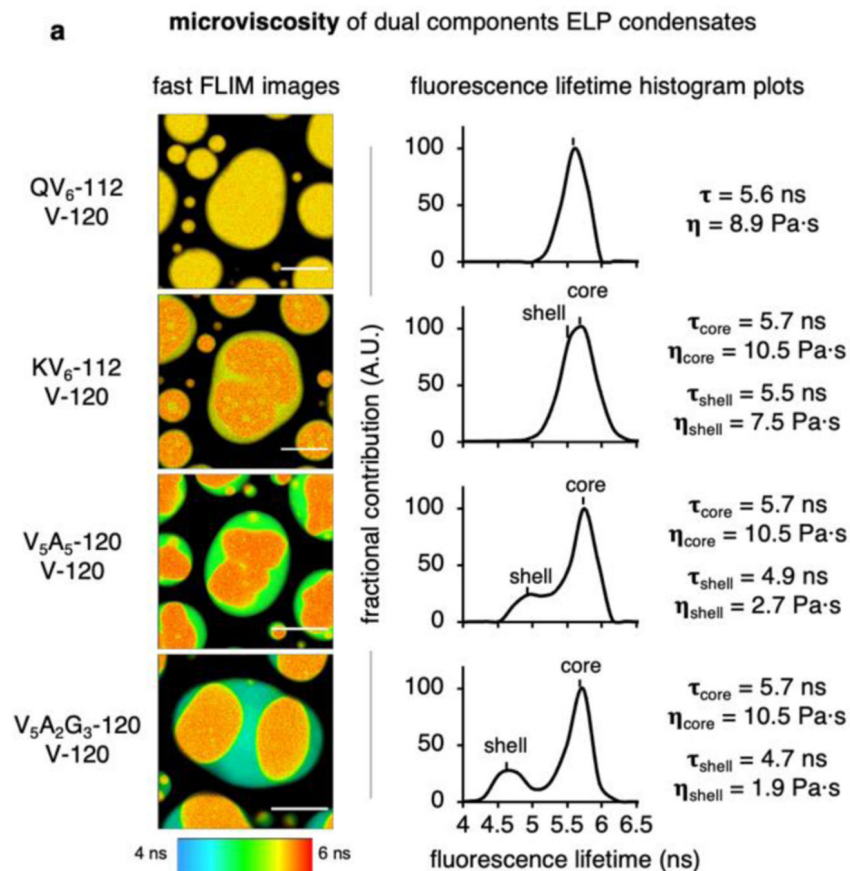 a
microviscosity of dual components ELP condensates
fast FLIM images
fluorescence lifetime histogram plots
QV₆-112
V-120
100
50
0
τ = 5.6 ns
η = 8.9 Pa·s
KV₆-112
V-120
shell
core
100
50
0
τcore = 5.7 ns
ηcore = 10.5 Pa·s
τshell = 5.5 ns
ηshell = 7.5 Pa·s
fractional contribution (A.U.)
V₅A₅-120
V-120
core
shell
100
50
0
τcore = 5.7 ns
ηcore = 10.5 Pa·s
τshell = 4.9 ns
ηshell = 2.7 Pa·s
V₅A₂G₃-120
V-120
core
shell
100
50
0
τcore = 5.7 ns
ηcore = 10.5 Pa·s
τshell = 4.7 ns
ηshell = 1.9 Pa·s
4 4.5 5 5.5 6 6.5
4 ns 6 ns
fluorescence lifetime (ns)